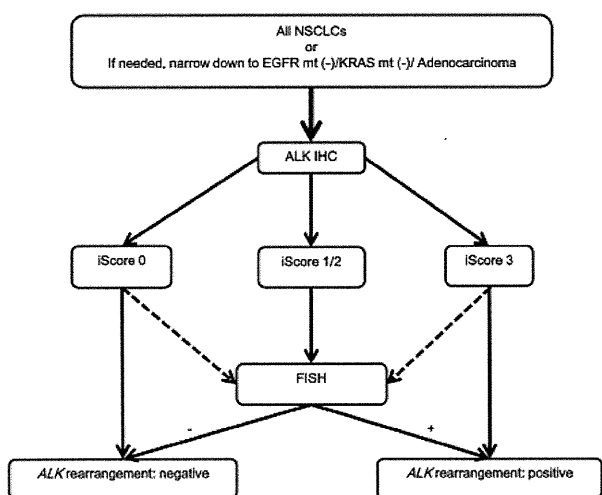 All NSCLCs
or
If needed, narrow down to EGFR mt (-)/KRAS mt (-)/ Adenocarcinoma
ALK IHC
iScore 0
iScore 1/2
iScore 3
FISH
-
+
ALK rearrangement: negative
ALK rearrangement: positive